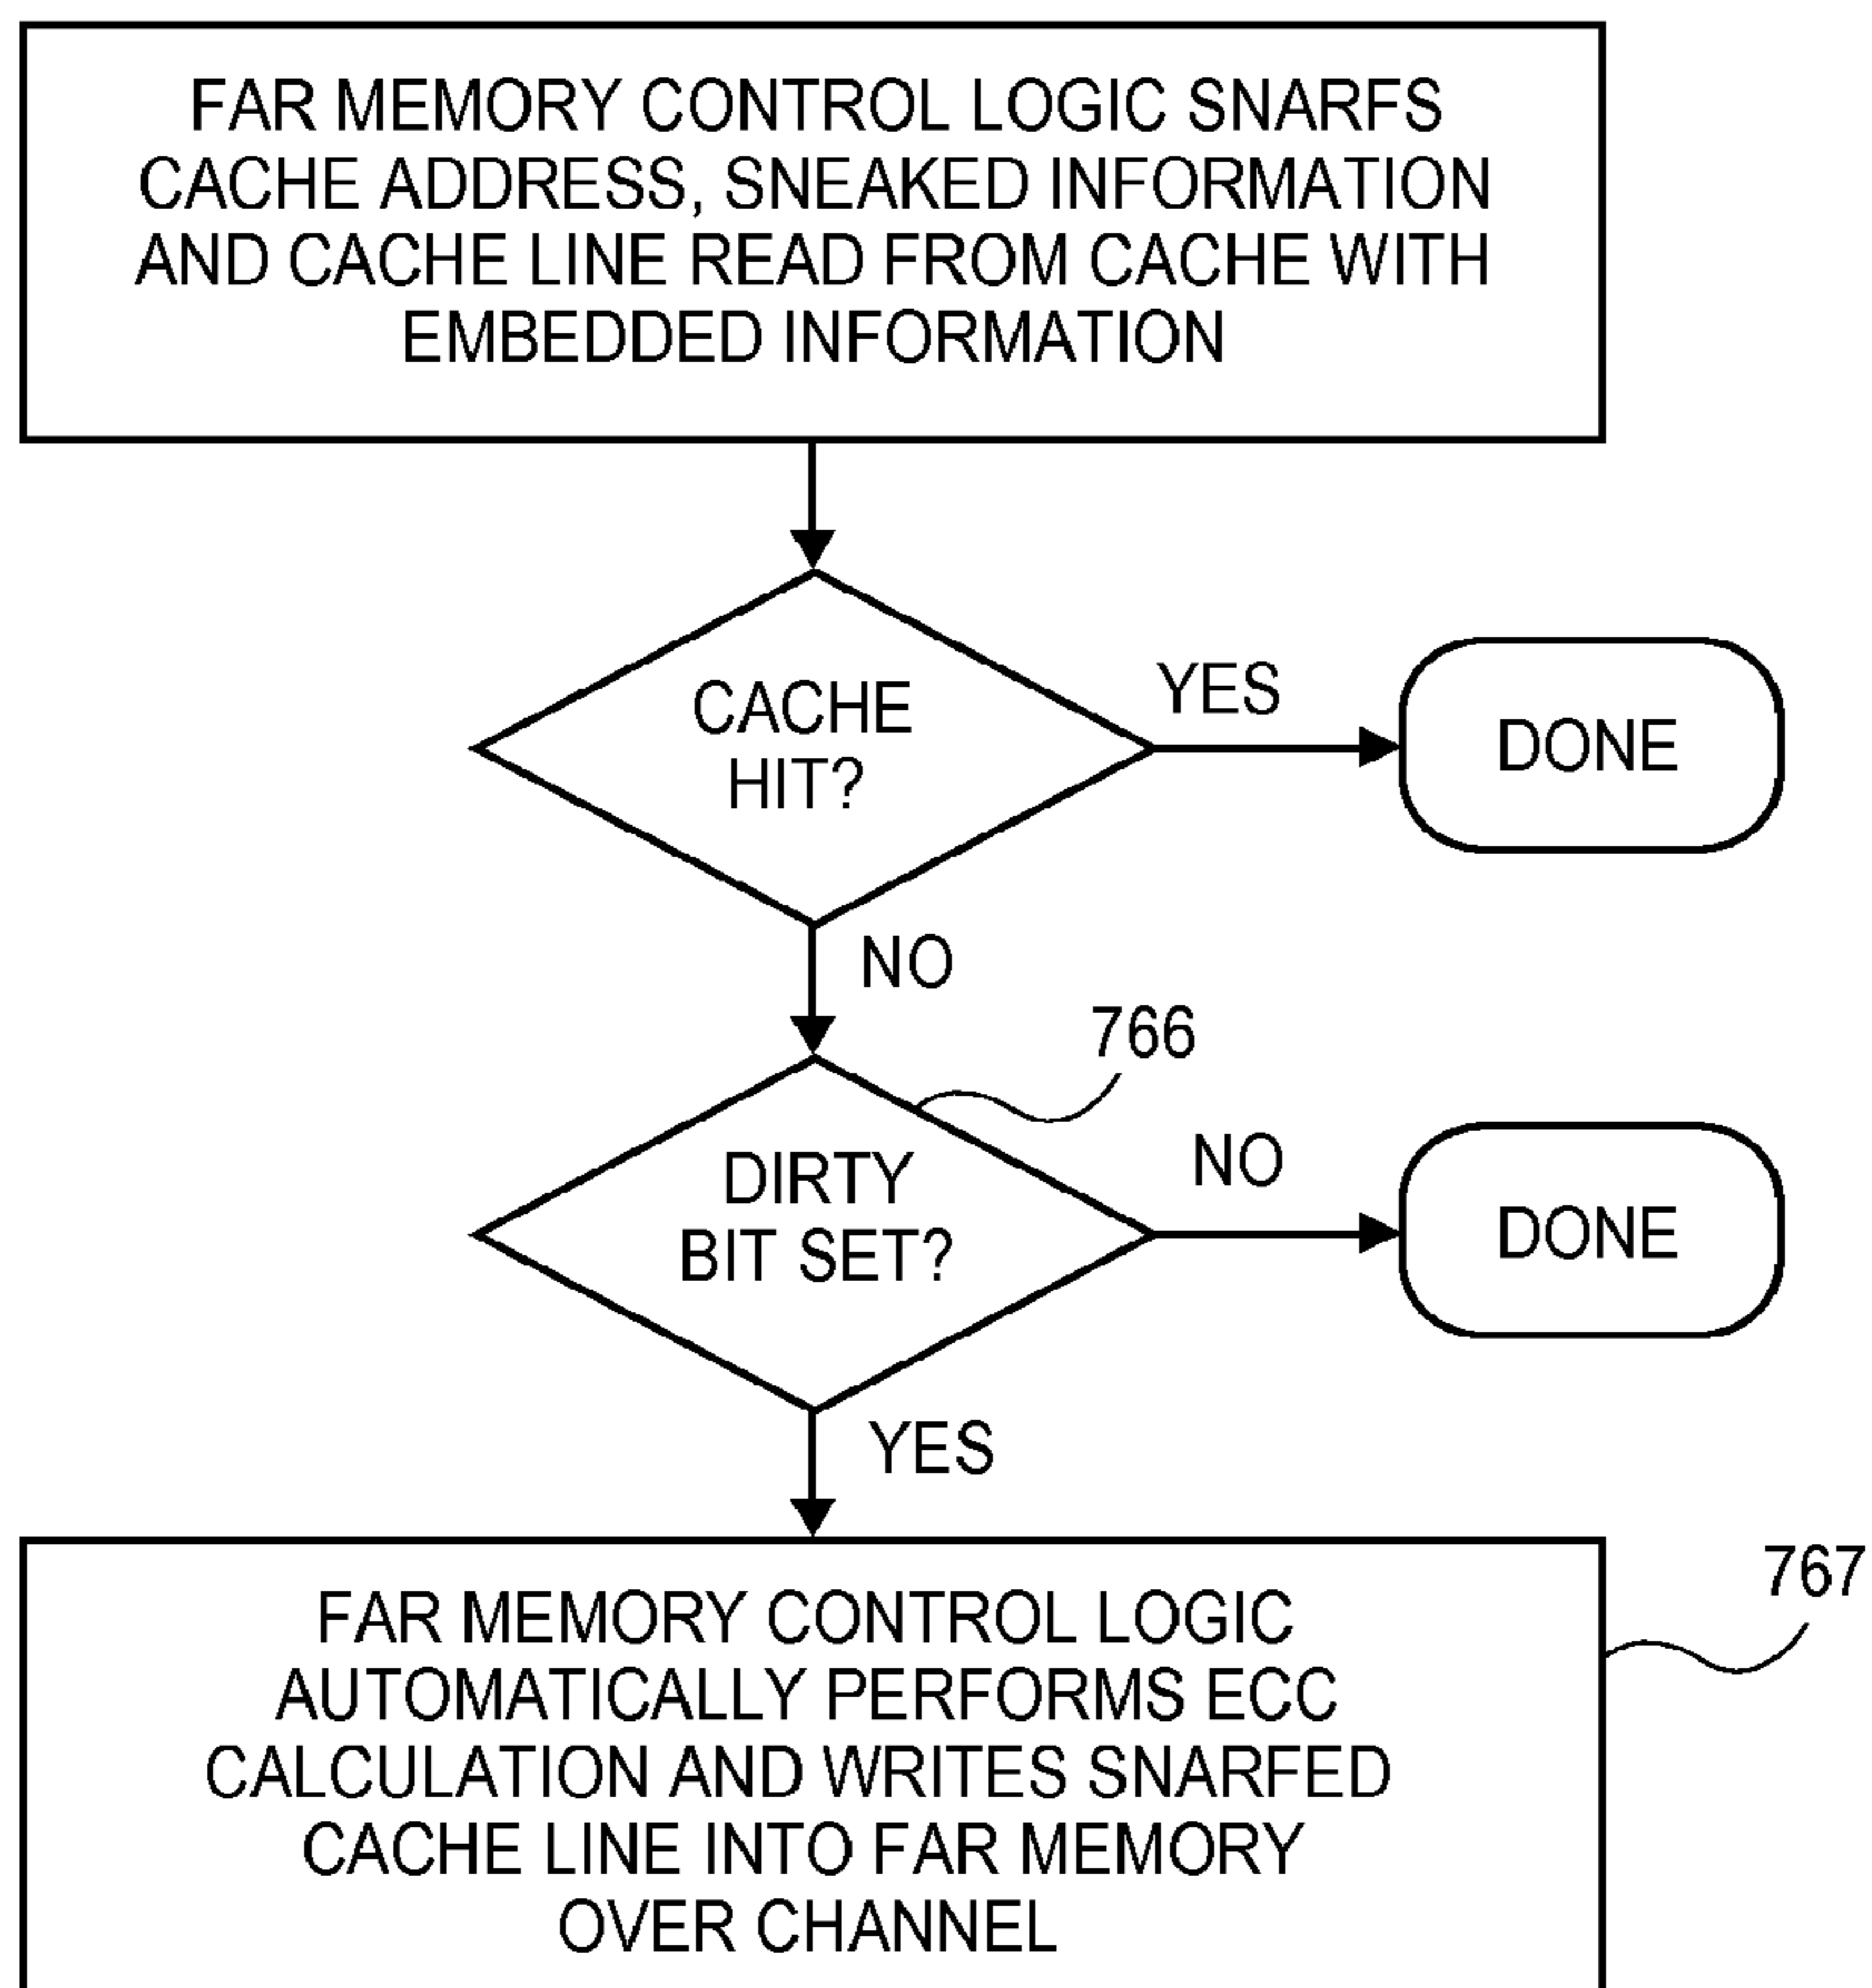 FAR MEMORY CONTROL LOGIC SNARFS
CACHE ADDRESS, SNEAKED INFORMATION
AND CACHE LINE READ FROM CACHE WITH
EMBEDDED INFORMATION
CACHE
HIT?
YES
DONE
NO
766
DIRTY
BIT SET?
NO
DONE
YES
767
FAR MEMORY CONTROL LOGIC
AUTOMATICALLY PERFORMS ECC
CALCULATION AND WRITES SNARFED
CACHE LINE INTO FAR MEMORY
OVER CHANNEL